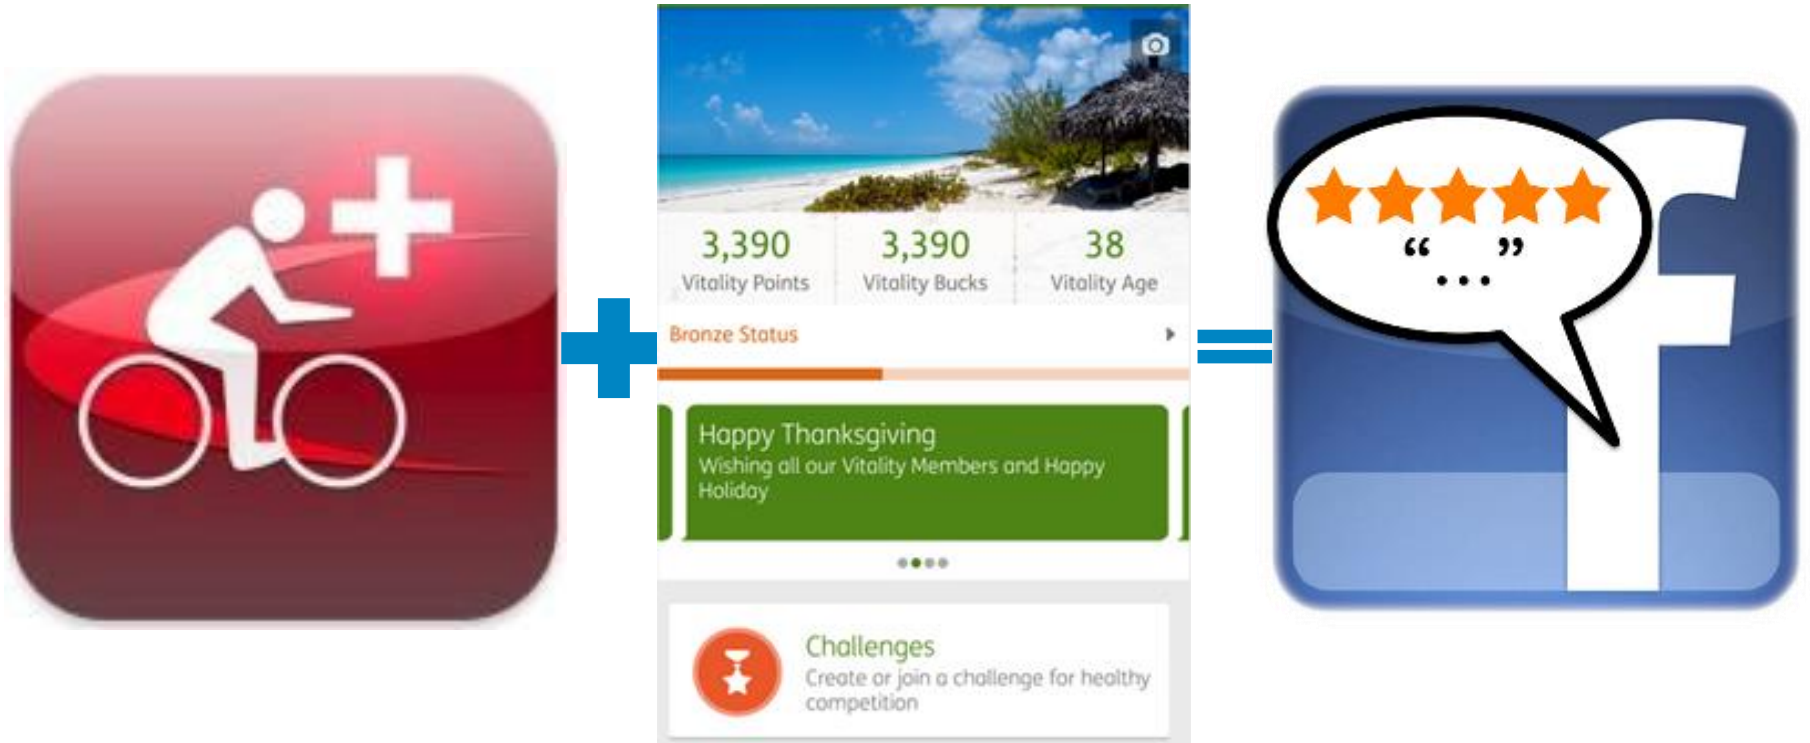 3,390 3,390 38
Vitality Points Vitality Bucks Vitality Age
Bronze Status
Happy Thanksgiving
Wishing all our Vitality Members and Happy
Holiday
Challenges
Create or join a challenge for healthy
competition
f
“...”